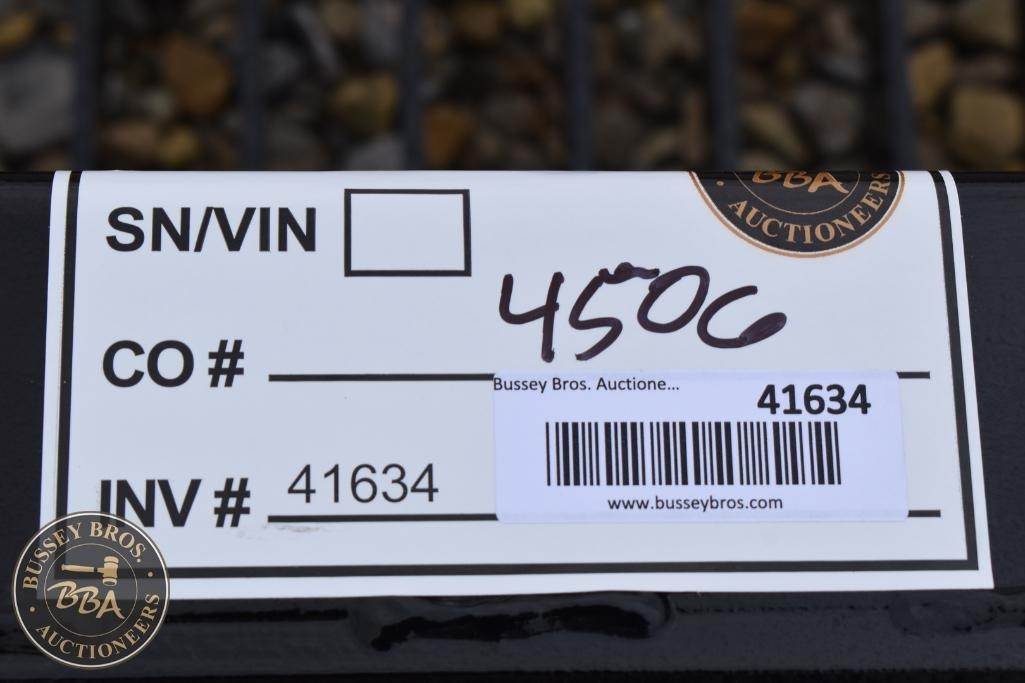 SN/VIN
BBA
AUCTIONEERS
4506
CO #
Bussey Bros. Auctione...
41634
INV # 41634
www.busseybros.com
BUSSEY BROS.
BBA
AUCTIONEERS